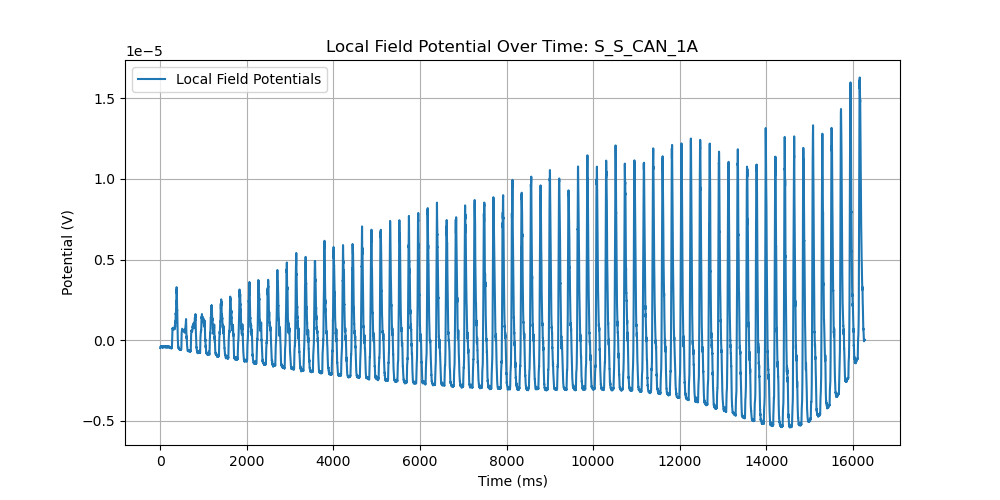 Local Field Potential Over Time: S_S_CAN_1A
1e−5
Local Field Potentials
1.5
1.0
0.5
0.0
−0.5
Potential (V)
0 2000 4000 6000 8000 10000 12000 14000 16000
Time (ms)